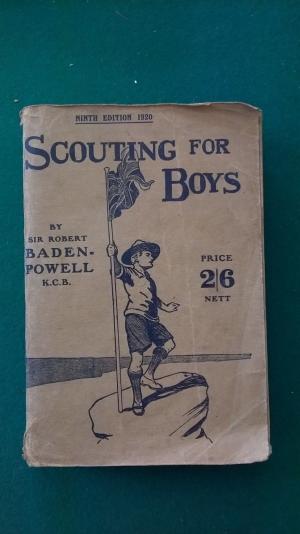 NINTH EDITION 1920
SCOUTING FOR
BOYS
BY
SIR ROBERT
BADEN-
POWELL
K.C.B.
PRICE
2/6
NETT